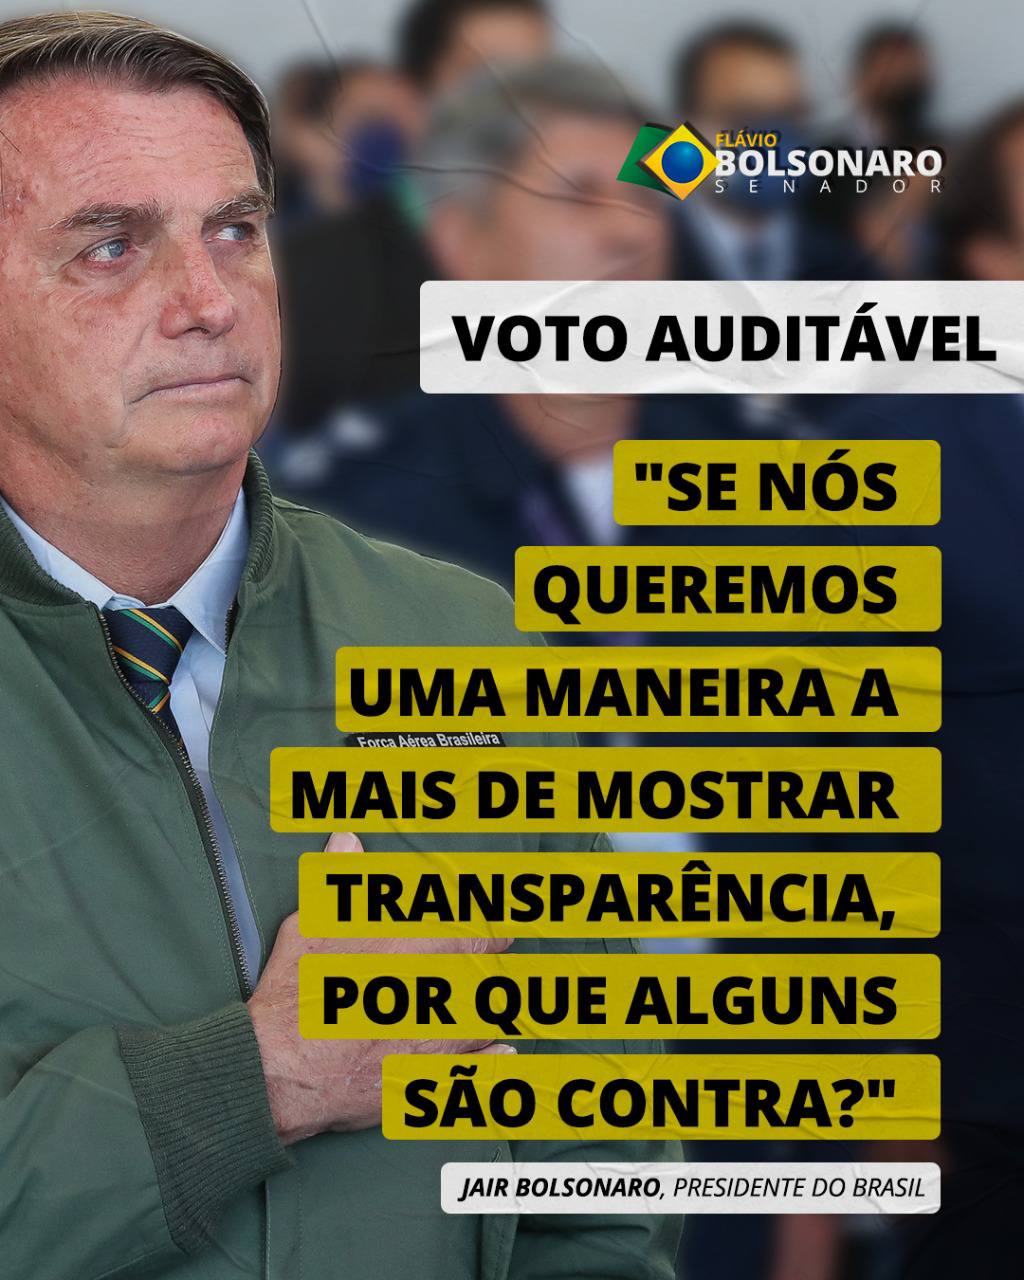 FLÁVIO
BOLSONARO
SENADOR
VOTO AUDITÁVEL
"SE NÓS
QUEREMOS
UMA MANEIRA A
Força Aérea Brasileira
MAIS DE MOSTRAR
TRANSPARÊNCIA,
POR QUE ALGUNS
SÃO CONTRA?"
JAIR BOLSONARO, PRESIDENTE DO BRASIL